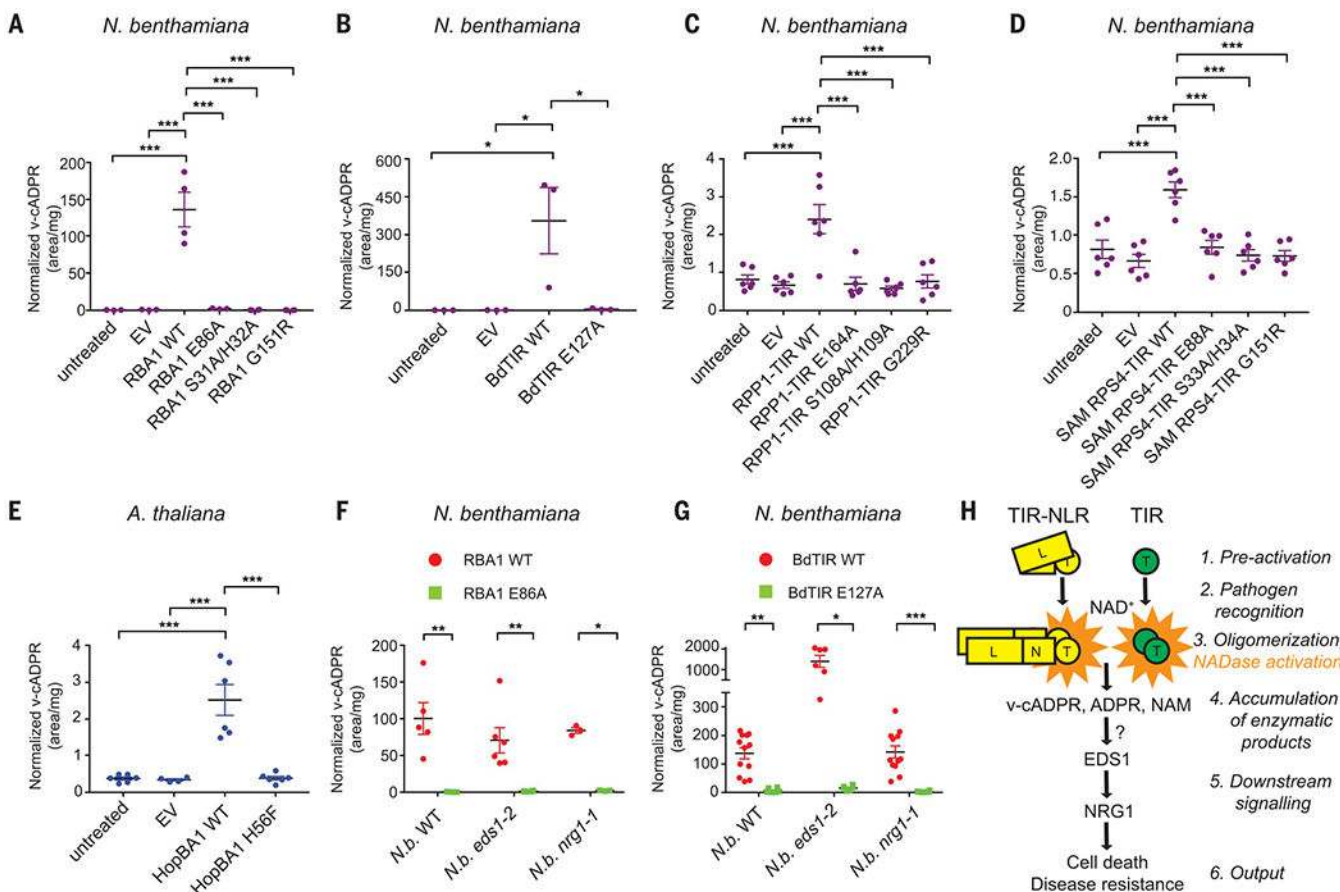 A N. benthamiana
***
***
***
***
***
Normalized v-cADPR
(area/mg)
200
150
100
50
0
untreated
EV
RBA1 WT
RBA1 E86A
RBA1 S31A/H32A
RBA1 G151R
B N. benthamiana
*
*
*
Normalized v-cADPR
(area/mg)
600
450
300
150
0
untreated
EV
BdTIR WT
BdTIR E127A
C N. benthamiana
***
***
***
***
***
Normalized v-cADPR
(area/mg)
4
3
2
1
0
untreated
EV
RPP1-TIR WT
RPP1-TIR E164A
RPP1-TIR S108A/H109A
RPP1-TIR G229R
D N. benthamiana
***
***
***
***
***
Normalized v-cADPR
(area/mg)
2.0
1.5
1.0
0.5
0
untreated
EV
SAM RPS4-TIR WT
SAM RPS4-TIR E88A
SAM RPS4-TIR S33A/H34A
SAM RPS4-TIR G151R
E A. thaliana
***
***
***
Normalized v-cADPR
(area/mg)
4
3
2
1
0
untreated
EV
HopBA1 WT
HopBA1 H56F
F N. benthamiana
RBA1 WT
RBA1 E86A
**
**
*
Normalized v-cADPR
(area/mg)
200
150
100
50
0
N.b. WT
N.b. eds1-2
N.b. nrg1-1
G N. benthamiana
BdTIR WT
BdTIR E127A
**
*
***
Normalized v-cADPR
(area/mg)
2000
1000
400
300
200
100
0
N.b. WT
N.b. eds1-2
N.b. nrg1-1
H
TIR-NLR TIR
L T T
1. Pre-activation
2. Pathogen
recognition
NAD+
L N T T
3. Oligomerization
NADase activation
v-cADPR, ADPR, NAM
4. Accumulation
of enzymatic
products
?
EDS1
5. Downstream
signalling
NRG1
Cell death
Disease resistance
6. Output